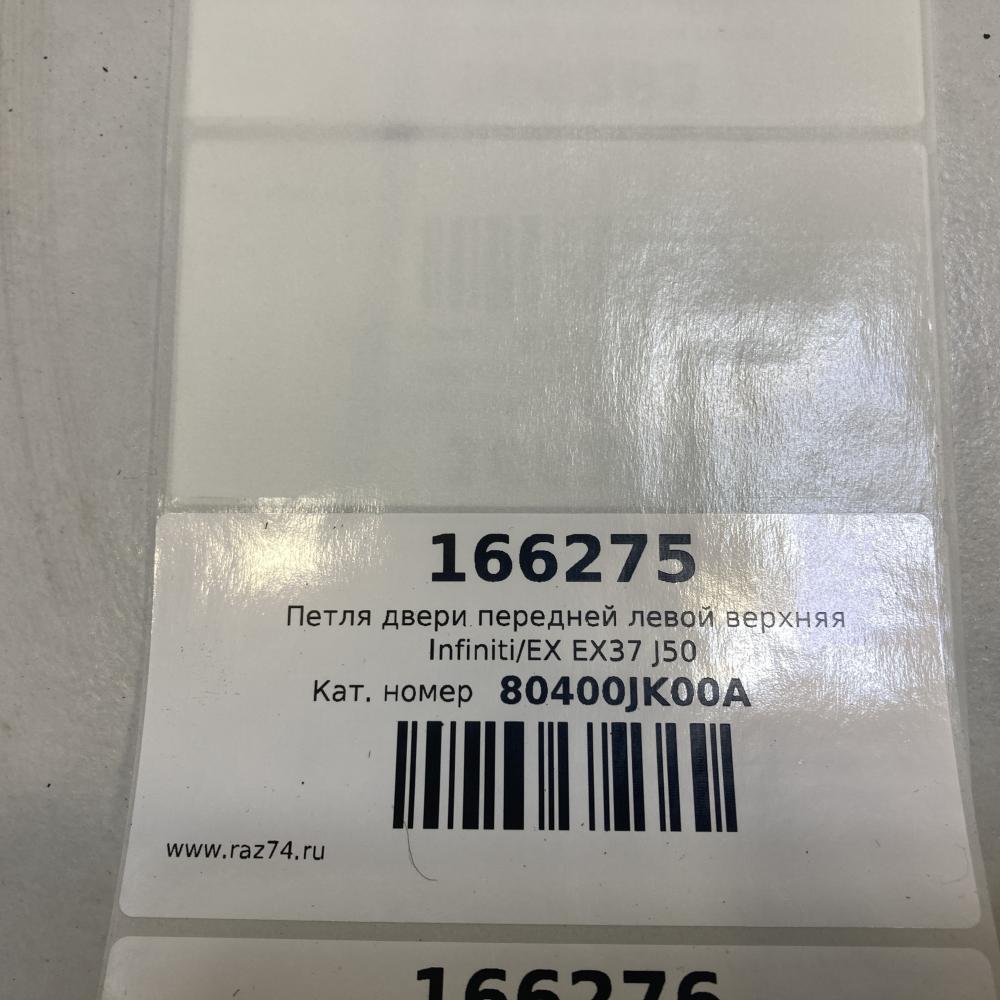 166275
Петля двери передней левой верхняя
Infiniti/EX EX37 J50
Кат. номер 80400JK00A
www.raz74.ru
166276